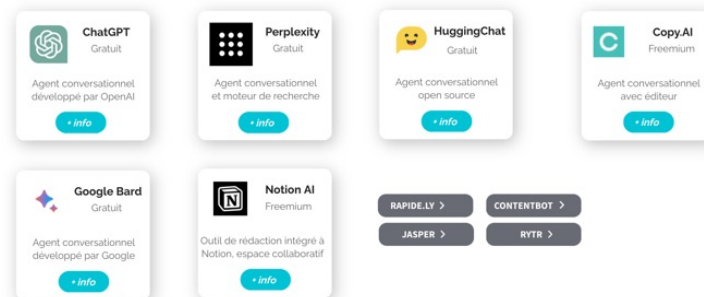 ChatGPT
Gratuit
Agent conversationnel
développé par OpenAI
+ info
Perplexity
Gratuit
Agent conversationnel
et moteur de recherche
+ info
HuggingChat
Gratuit
Agent conversationnel
open source
+ info
Copy.AI
Freemium
Agent conversationnel
avec éditeur
+ info
Google Bard
Gratuit
Agent conversationnel
développé par Google
+ info
Notion AI
Freemium
Outil de rédaction intégré à
Notion, espace collaboratif
+ info
RAPIDE.LY >
CONTENTBOT >
JASPER >
RYTR >